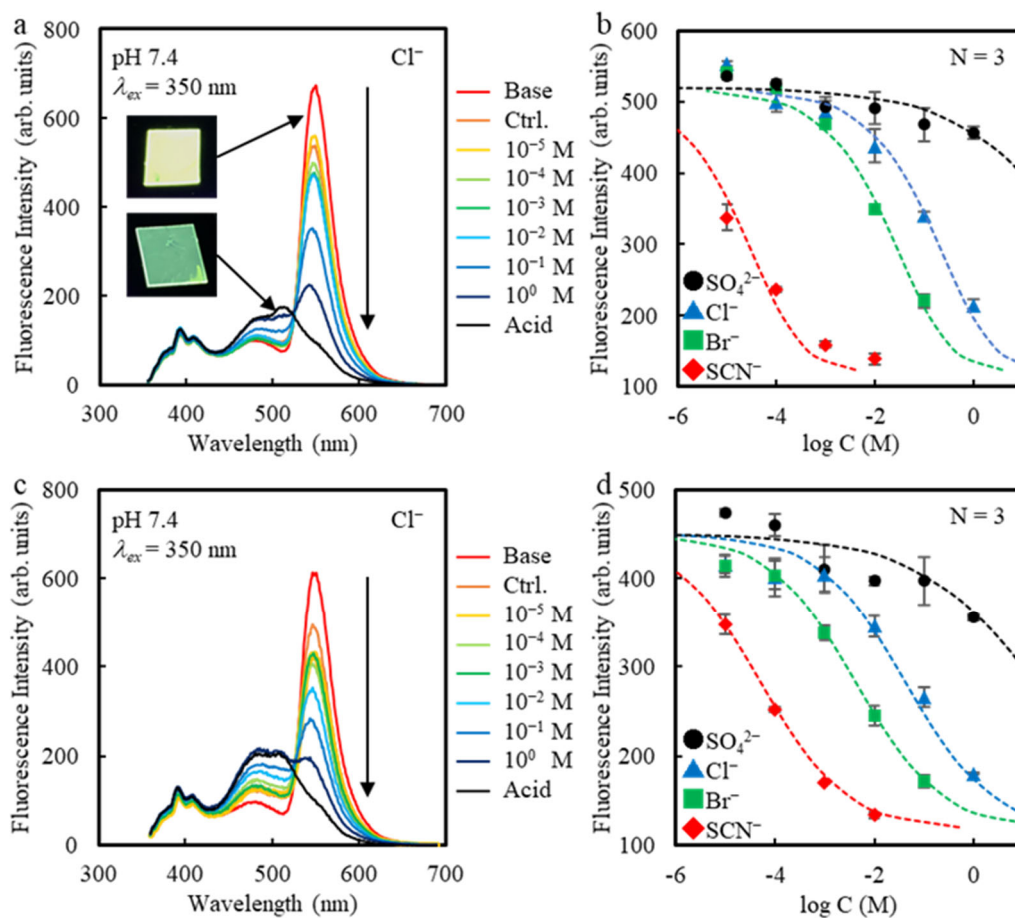 a
800
600
400
200
0
300
400
500
600
700
Fluorescence Intensity (arb. units)
Wavelength (nm)
pH 7.4
λex = 350 nm
Cl⁻
Base
Ctrl.
10⁻⁵ M
10⁻⁴ M
10⁻³ M
10⁻² M
10⁻¹ M
10⁰ M
Acid
b
600
500
400
300
200
100
-6
-4
-2
0
Fluorescence Intensity (arb. units)
log C (M)
N = 3
SO₄²⁻
Cl⁻
Br⁻
SCN⁻
c
800
600
400
200
0
300
400
500
600
700
Fluorescence Intensity (arb. units)
Wavelength (nm)
pH 7.4
λex = 350 nm
Cl⁻
Base
Ctrl.
10⁻⁵ M
10⁻⁴ M
10⁻³ M
10⁻² M
10⁻¹ M
10⁰ M
Acid
d
500
400
300
200
100
-6
-4
-2
0
Fluorescence Intensity (arb. units)
log C (M)
N = 3
SO₄²⁻
Cl⁻
Br⁻
SCN⁻